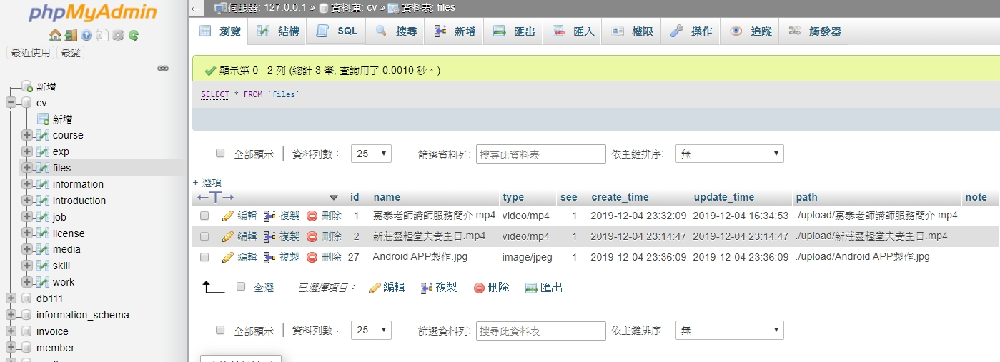 phpMyAdmin
最近使用 最愛
新增
cv
新增
course
exp
files
information
introduction
job
license
media
skill
work
db111
information_schema
invoice
member
伺服器: 127.0.0.1 » 資料庫: cv » 資料表: files
瀏覽 結構 SQL 搜尋 新增 匯出 匯入 權限 操作 追蹤 觸發器
顯示第 0 - 2 列 (總計 3 筆, 查詢用了 0.0010 秒。)
SELECT * FROM `files`
全部顯示 資料列數： 25 篩選資料列: 搜尋此資料表 依主鍵排序: 無
+ 選項
id name type see create_time update_time path note
編輯 複製 刪除 1 嘉泰老師講師服務簡介.mp4 video/mp4 1 2019-12-04 23:32:09 2019-12-04 16:34:53 ./upload/嘉泰老師講師服務簡介.mp4
編輯 複製 刪除 2 新莊靈糧堂夫妻主日.mp4 video/mp4 1 2019-12-04 23:14:47 2019-12-04 23:14:47 ./upload/新莊靈糧堂夫妻主日.mp4
編輯 複製 刪除 27 Android APP製作.jpg image/jpeg 1 2019-12-04 23:36:09 2019-12-04 23:36:09 ./upload/Android APP製作.jpg
全選 已選擇項目： 編輯 複製 刪除 匯出
全部顯示 資料列數： 25 篩選資料列: 搜尋此資料表 依主鍵排序: 無